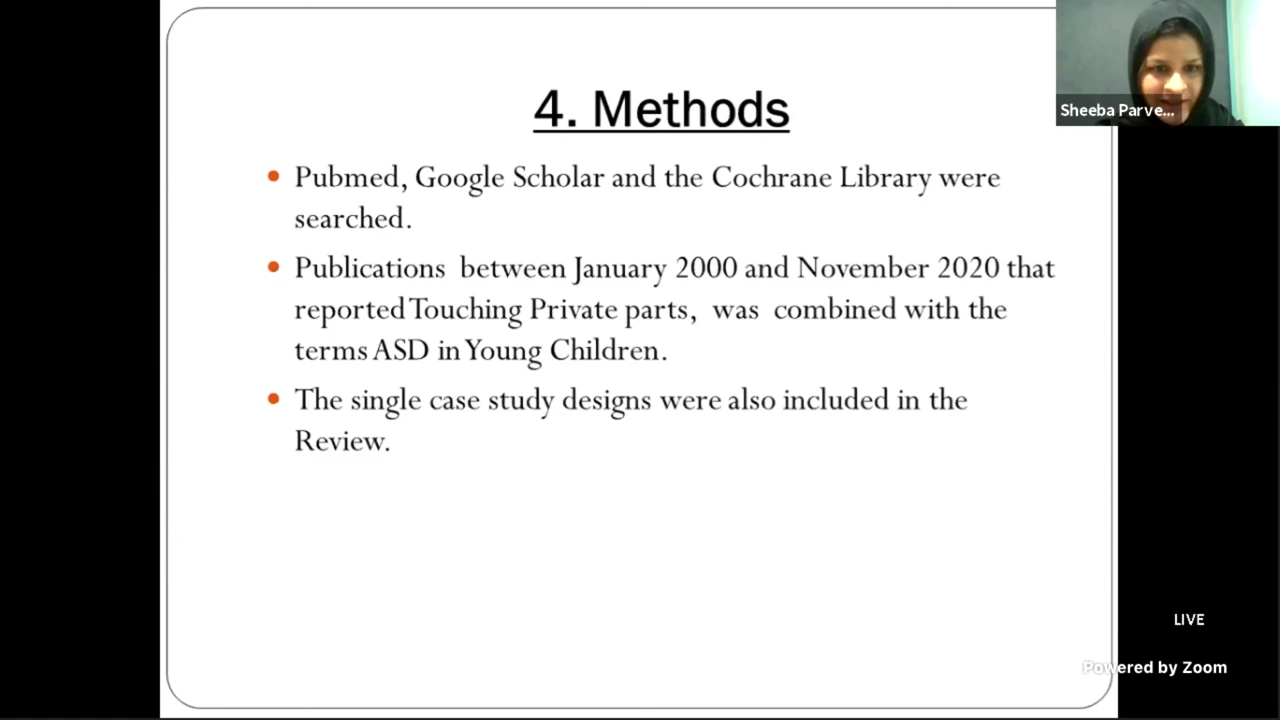 4. Methods
Sheeba Parve...
Pubmed, Google Scholar and the Cochrane Library were
searched.
Publications between January 2000 and November 2020 that
reported Touching Private parts, was combined with the
terms ASD in Young Children.
The single case study designs were also included in the
Review.
LIVE
Powered by Zoom